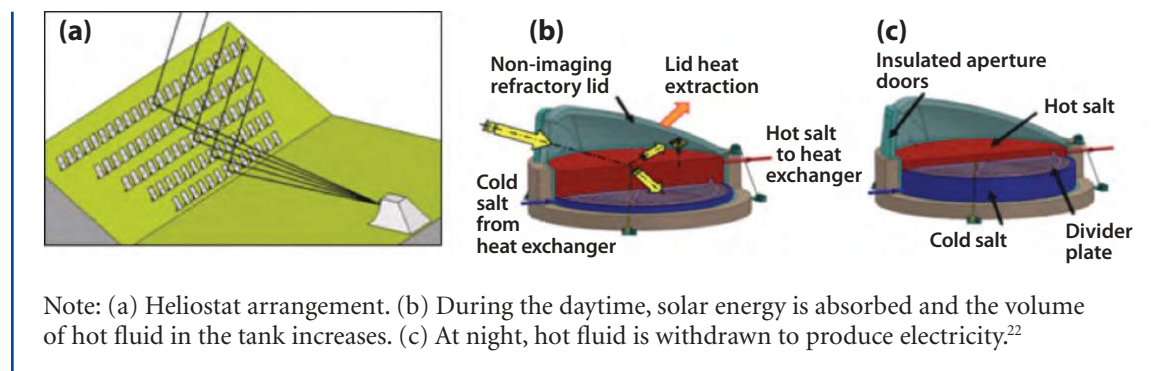 (a)
(b)
Non-imaging
refractory lid
Lid heat
extraction
Hot salt
to heat
exchanger
Cold
salt
from
heat exchanger
(c)
Insulated aperture
doors
Hot salt
Cold salt
Divider
plate
Note: (a) Heliostat arrangement. (b) During the daytime, solar energy is absorbed and the volume
of hot fluid in the tank increases. (c) At night, hot fluid is withdrawn to produce electricity.22